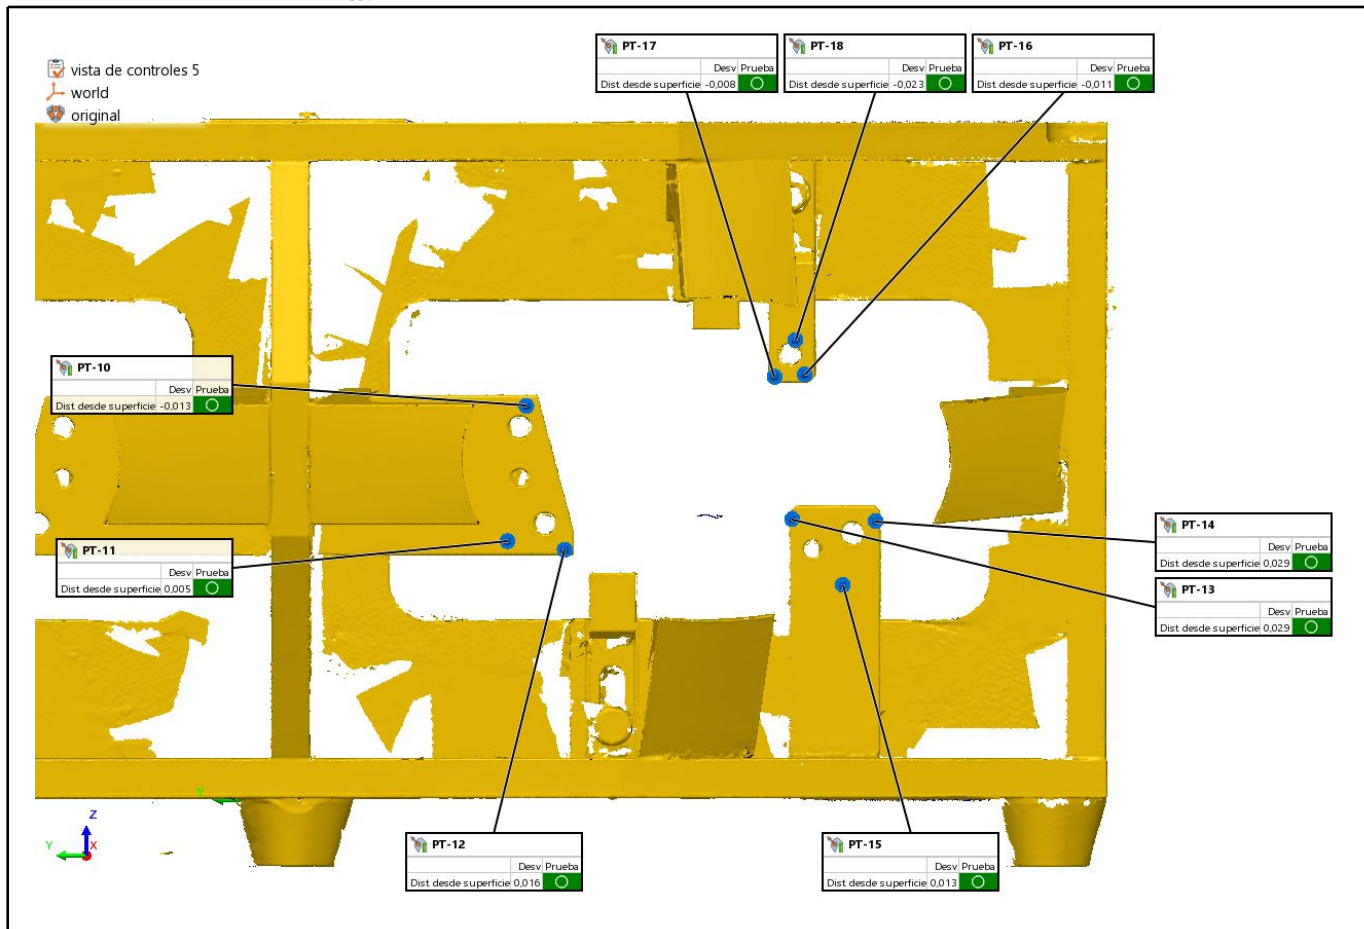 vista de controles 5
world
original
PT-17
Desv Prueba
Dist desde superficie -0,008
PT-18
Desv Prueba
Dist desde superficie -0,023
PT-16
Desv Prueba
Dist desde superficie -0,011
PT-10
Desv Prueba
Dist desde superficie -0,013
PT-11
Desv Prueba
Dist desde superficie 0,005
PT-14
Desv Prueba
Dist desde superficie 0,029
PT-13
Desv Prueba
Dist desde superficie 0,029
PT-12
Desv Prueba
Dist desde superficie 0,016
PT-15
Desv Prueba
Dist desde superficie 0,013
Y
Z
Y
X